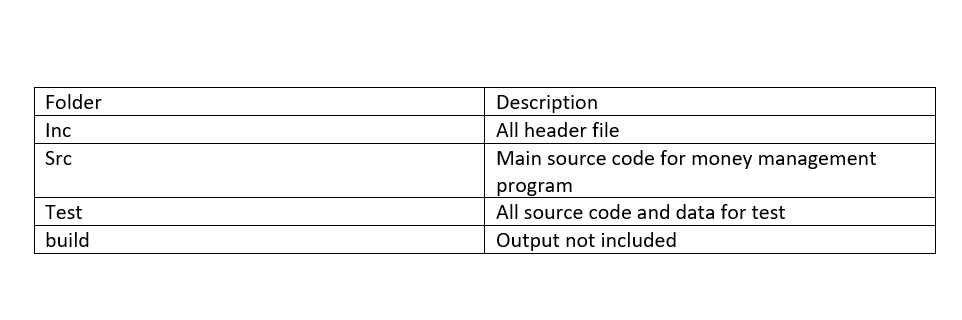 Folder Description
Inc All header file
Src Main source code for money management
program
Test All source code and data for test
build Output not included